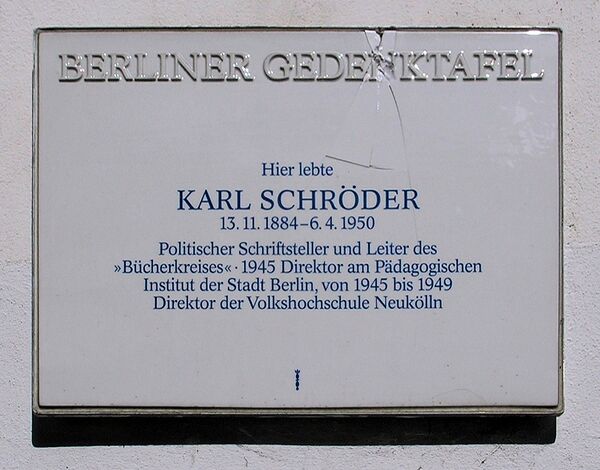 BERLINER GEDENKTAFEL
Hier lebte
KARL SCHRÖDER
13. 11. 1884 – 6. 4. 1950
Politischer Schriftsteller und Leiter des
»Bücherkreises« · 1945 Direktor am Pädagogischen
Institut der Stadt Berlin, von 1945 bis 1949
Direktor der Volkshochschule Neukölln